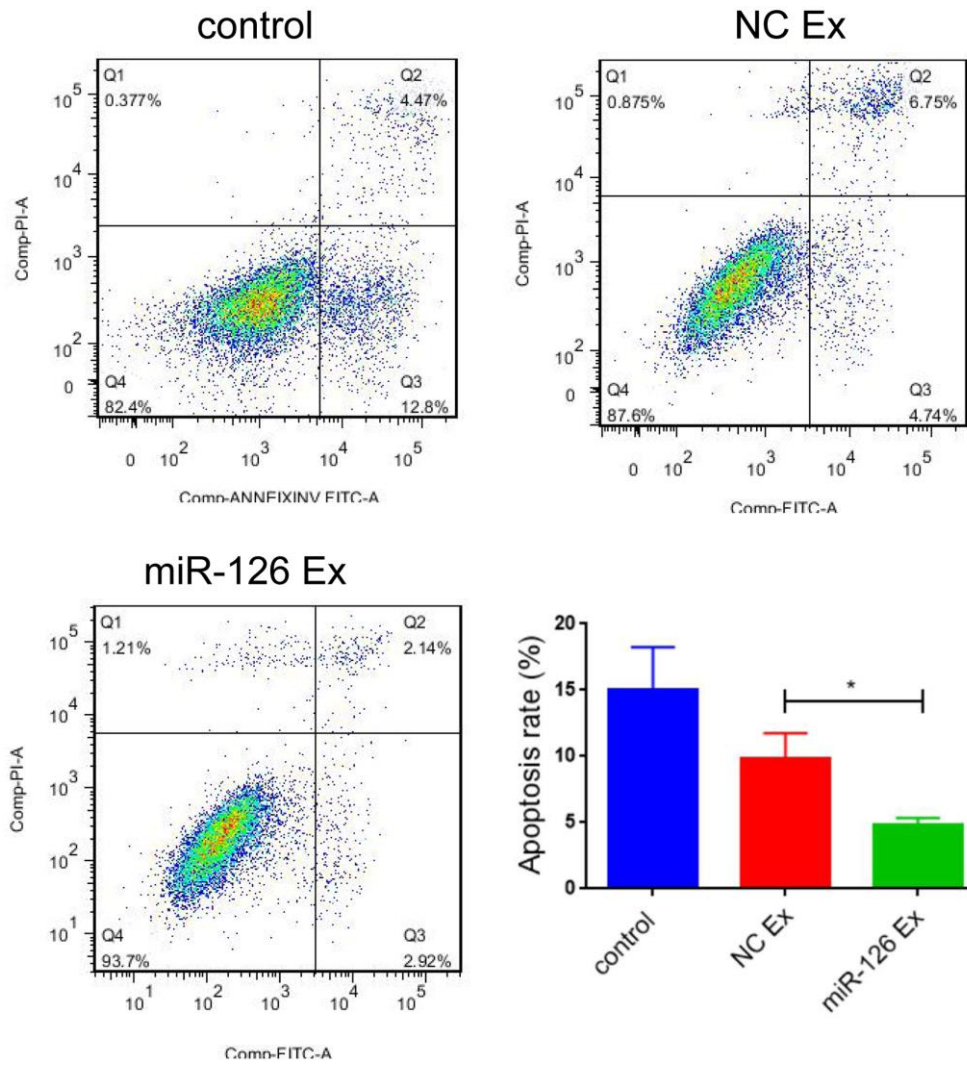 control
Q1
0.377%
Q2
4.47%
10^5
10^4
10^3
10^2
0
Comp-PI-A
Q4
82.4%
Q3
12.8%
0 10^2 10^3 10^4 10^5
Comp-ANNEIXINV FITC-A
NC Ex
Q1
0.875%
Q2
6.75%
10^5
10^4
10^3
10^2
0
Comp-PI-A
Q4
87.6%
Q3
4.74%
0 10^2 10^3 10^4 10^5
Comp-FITC-A
miR-126 Ex
Q1
1.21%
Q2
2.14%
10^5
10^4
10^3
10^2
10^1
Comp-PI-A
Q4
93.7%
Q3
2.92%
10^1 10^2 10^3 10^4 10^5
Comp-FITC-A
Apoptosis rate (%)
20
15
10
5
0
*
control
NC Ex
miR-126 Ex